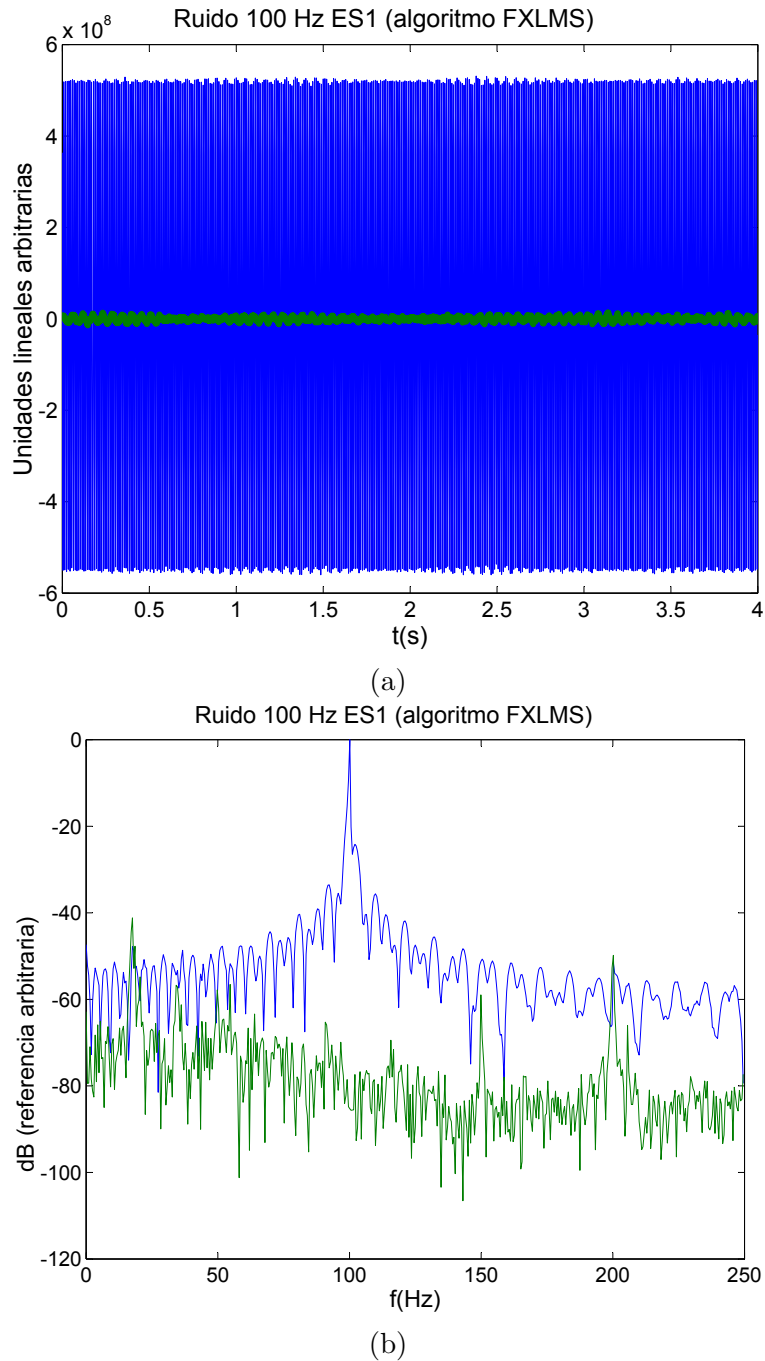 Ruido 100 Hz ES1 (algoritmo FXLMS)
x 10^8
6
4
2
0
-2
-4
-6
Unidades lineales arbitrarias
0 0.5 1 1.5 2 2.5 3 3.5 4
t(s)
(a)
Ruido 100 Hz ES1 (algoritmo FXLMS)
0
-20
-40
-60
-80
-100
-120
dB (referencia arbitraria)
0 50 100 150 200 250
f(Hz)
(b)